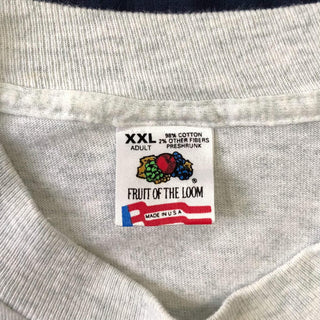 XXL 98% COTTON
ADULT 2% OTHER FIBERS
PRESHRUNK
®
FRUIT OF THE LOOM
MADE IN U.S.A